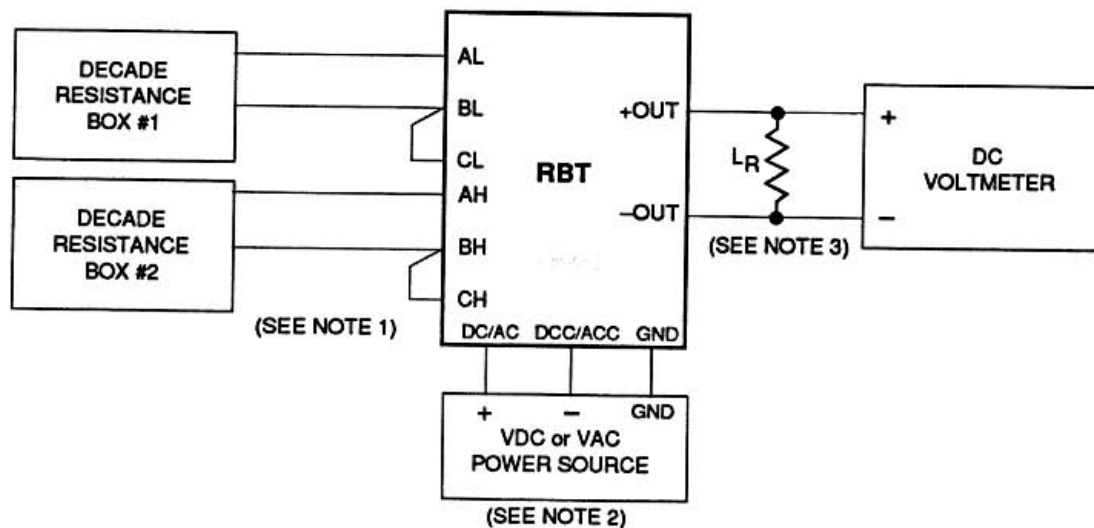 DECADE
RESISTANCE
BOX #1
DECADE
RESISTANCE
BOX #2
(SEE NOTE 1)
AL
BL
CL
AH
BH
CH
RBT
+OUT
–OUT
DC/AC DCC/ACC GND
LR
(SEE NOTE 3)
+
DC
VOLTMETER
–
+ – GND
VDC or VAC
POWER SOURCE
(SEE NOTE 2)